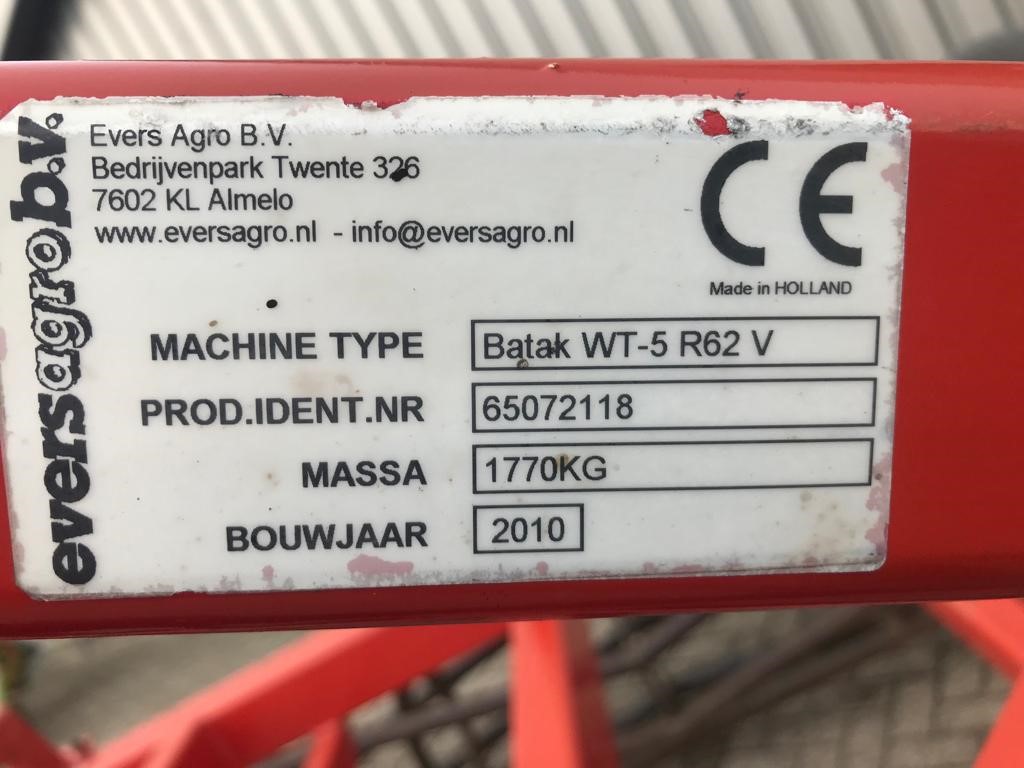 eversagro b.v.
Evers Agro B.V.
Bedrijvenpark Twente 326
7602 KL Almelo
www.eversagro.nl - info@eversagro.nl
CE
Made in HOLLAND
MACHINE TYPE Batak WT-5 R62 V
PROD.IDENT.NR 65072118
MASSA 1770KG
BOUWJAAR 2010